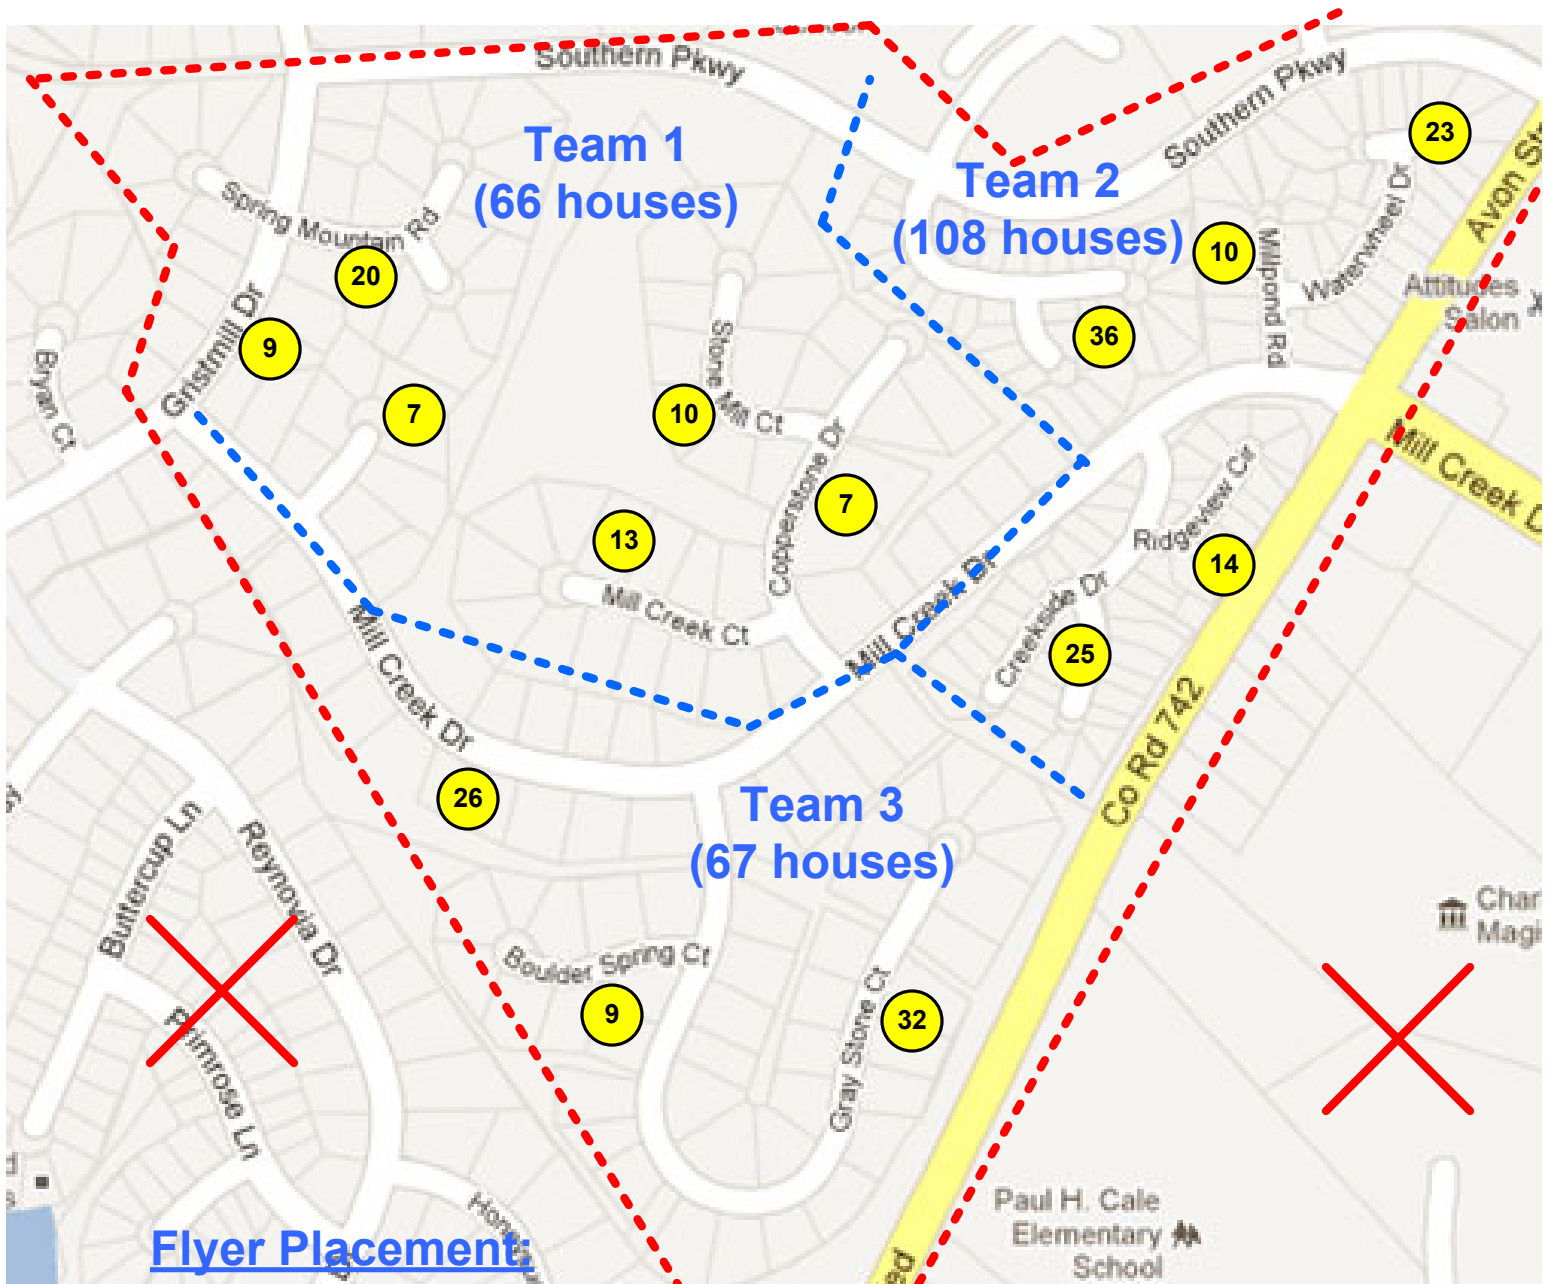 Southern Pkwy
Southern Pkwy
23
Team 1
(66 houses)
Team 2
(108 houses)
Avon St
Spring Mountain Rd
20
10
Millpond Rd
Waterwheel Dr
Attitudes
Salon
Gristmill Dr
9
36
Bryan Ct
7
Stone Mill Ct
10
Copperstone Dr
7
Mill Creek D
13
Ridgeview Cir
14
Mill Creek Ct
Mill Creek Dr
Creekside Dr
25
Mill Creek Dr
26
Team 3
(67 houses)
Co Rd 742
Buttercup Ln
Reynovia Dr
Boulder Spring Ct
9
Gray Stone Ct
32
Char
Magi
Primrose Ln
Paul H. Cale
Elementary
School
Flyer Placement:
ed